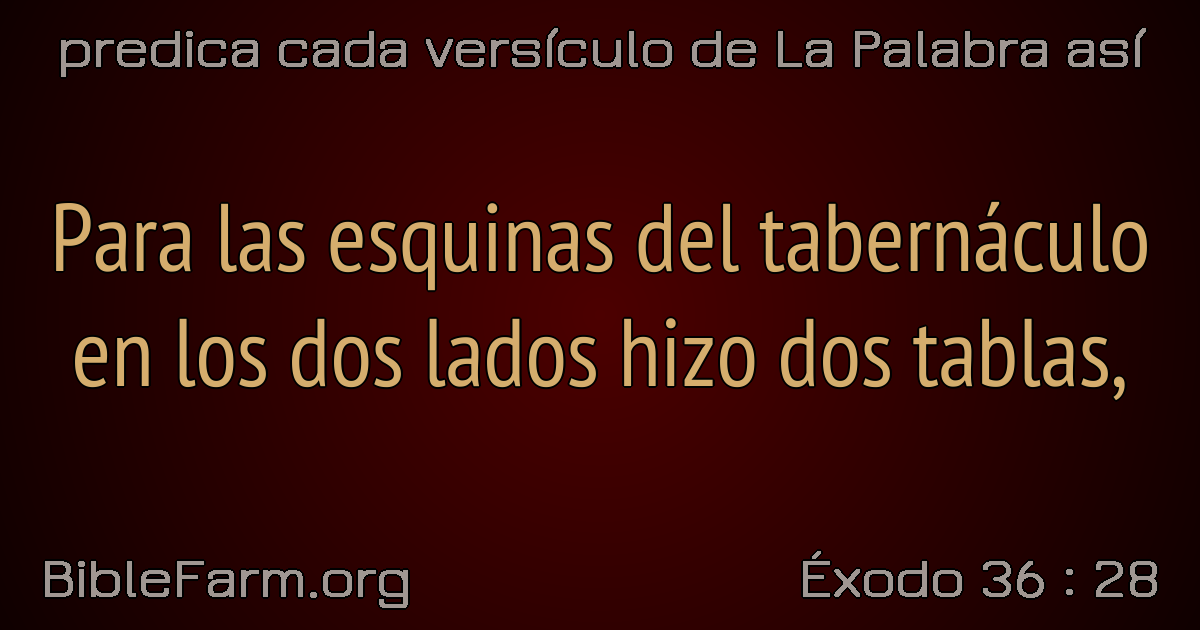 predica cada versículo de La Palabra así
Para las esquinas del tabernáculo
en los dos lados hizo dos tablas,
BibleFarm.org
Éxodo 36 : 28